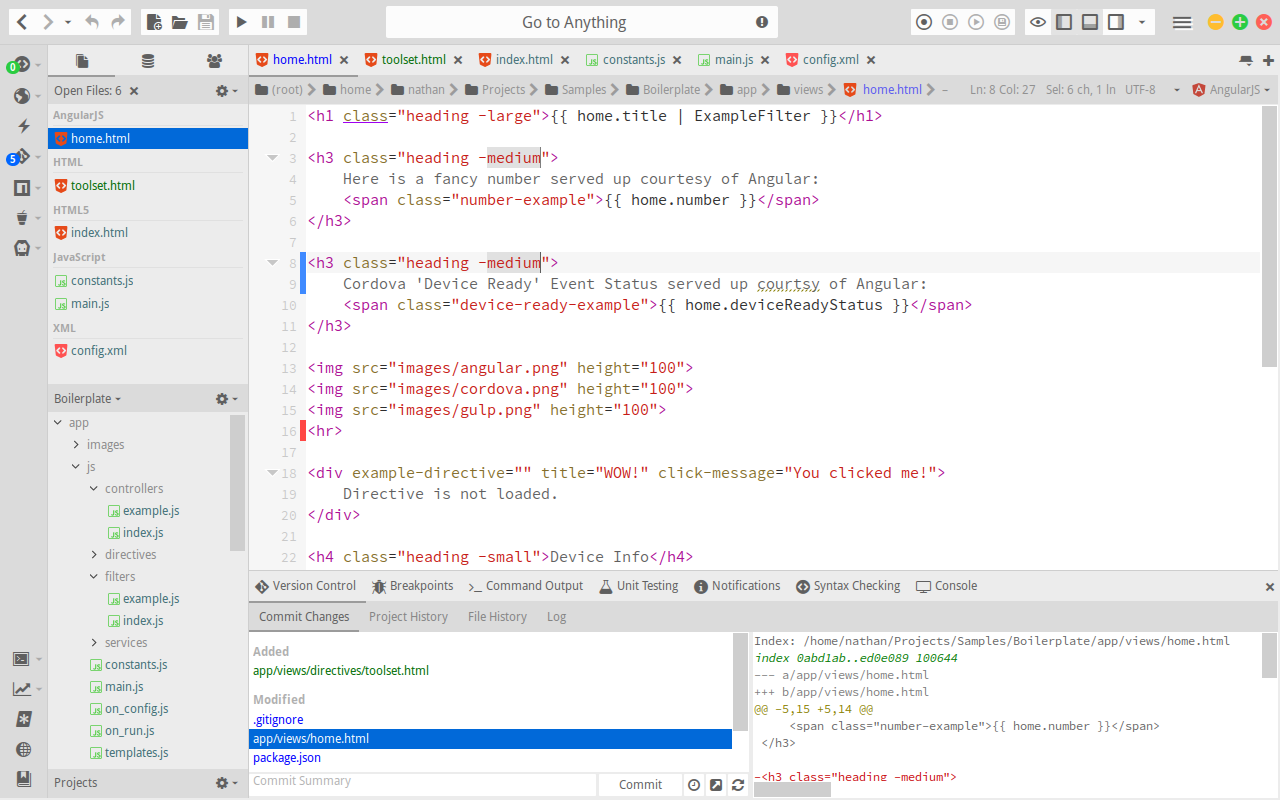 Go to Anything
home.html
toolset.html
index.html
constants.js
main.js
config.xml
Open Files: 6
(root)
home
nathan
Projects
Samples
Boilerplate
app
views
home.html
–
Ln: 8 Col: 27
Sel: 6 ch, 1 ln
UTF-8
AngularJS
0
5
AngularJS
home.html
HTML
toolset.html
HTML5
index.html
JavaScript
constants.js
main.js
XML
config.xml
Boilerplate
app
images
js
controllers
example.js
index.js
directives
filters
example.js
index.js
services
constants.js
main.js
on_config.js
on_run.js
templates.js
Projects
1 <h1 class="heading -large">{{ home.title | ExampleFilter }}</h1>
2
3 <h3 class="heading -medium">
4 Here is a fancy number served up courtesy of Angular:
5 <span class="number-example">{{ home.number }}</span>
6 </h3>
7
8 <h3 class="heading -medium">
9 Cordova 'Device Ready' Event Status served up courtsy of Angular:
10 <span class="device-ready-example">{{ home.deviceReadyStatus }}</span>
11 </h3>
12
13 <img src="images/angular.png" height="100">
14 <img src="images/cordova.png" height="100">
15 <img src="images/gulp.png" height="100">
16 <hr>
17
18 <div example-directive="" title="WOW!" click-message="You clicked me!">
19 Directive is not loaded.
20 </div>
21
22 <h4 class="heading -small">Device Info</h4>
Version Control
Breakpoints
Command Output
Unit Testing
Notifications
Syntax Checking
Console
Commit Changes
Project History
File History
Log
Added
app/views/directives/toolset.html
Modified
.gitignore
app/views/home.html
package.json
Commit Summary
Commit
Index: /home/nathan/Projects/Samples/Boilerplate/app/views/home.html
index 0abd1ab..ed0e089 100644
--- a/app/views/home.html
+++ b/app/views/home.html
@@ -5,15 +5,14 @@
<span class="number-example">{{ home.number }}</span>
</h3>
-<h3 class="heading -medium">